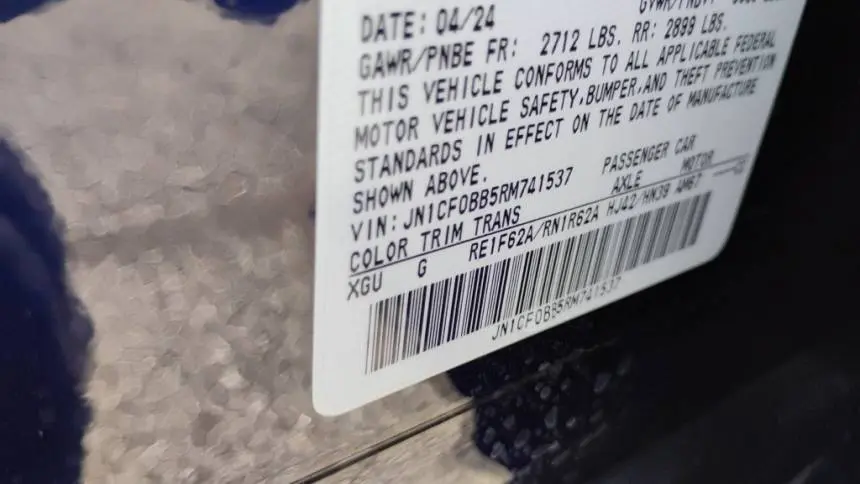 DATE: 04/24
GAWR/PNBE FR: 2712 LBS. RR: 2899 LBS.
THIS VEHICLE CONFORMS TO ALL APPLICABLE FEDERAL
MOTOR VEHICLE SAFETY,BUMPER,AND THEFT PREVENTION
STANDARDS IN EFFECT ON THE DATE OF MANUFACTURE
SHOWN ABOVE.
VIN: JN1CF0BB5RM741537 PASSENGER CAR
COLOR TRIM TRANS AXLE MOTOR
XGU G RE1F62A/RN1R62A HJ42/HN39 AM67
JN1CF0BB5RM741537